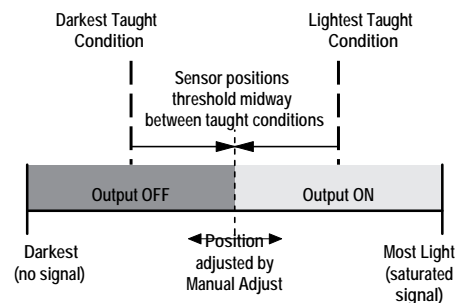 Darkest Taught
Condition
Lightest Taught
Condition
Sensor positions
threshold midway
between taught conditions
Output OFF
Output ON
Darkest
(no signal)
Position
adjusted by
Manual Adjust
Most Light
(saturated
signal)